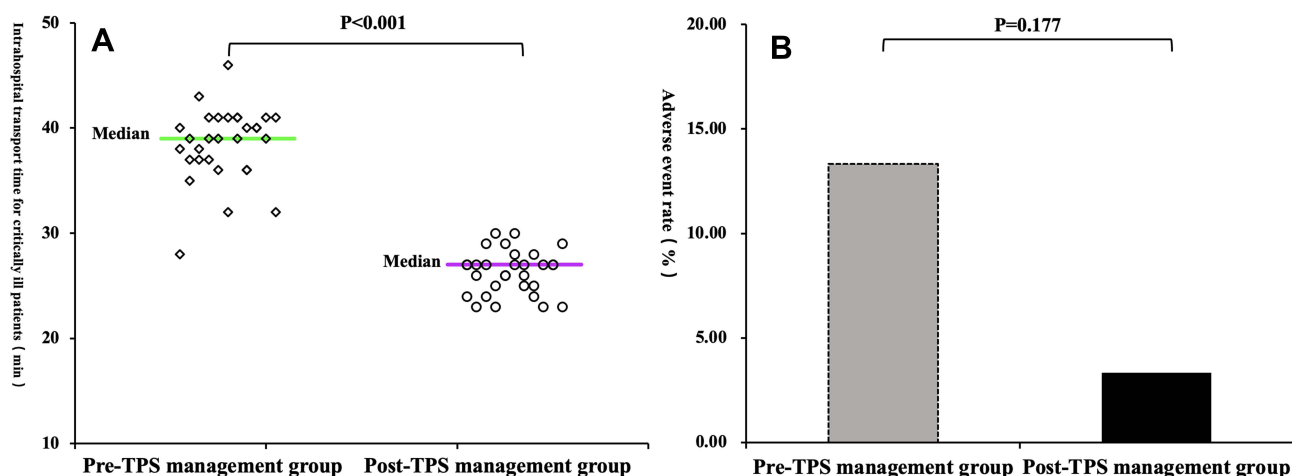 A
P<0.001
Intrahospital transport time for critically ill patients ( min )
50
40
30
20
10
Median
Median
Pre-TPS management group
Post-TPS management group
B
P=0.177
Adverse event rate ( % )
20.00
15.00
10.00
5.00
0.00
Pre-TPS management group
Post-TPS management group